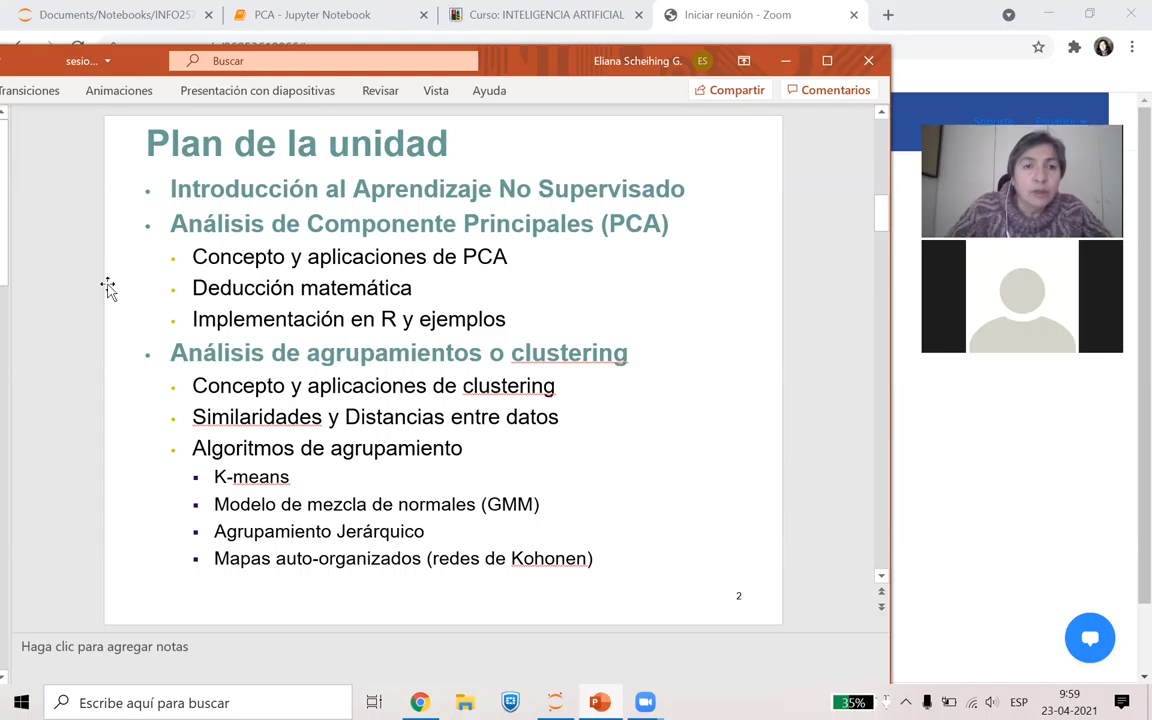 Documents/Notebooks/INFO257
PCA - Jupyter Notebook
Curso: INTELIGENCIA ARTIFICIAL
Iniciar reunión - Zoom
sesio...
Buscar
Eliana Scheihing G.
ES
Transiciones
Animaciones
Presentación con diapositivas
Revisar
Vista
Ayuda
Compartir
Comentarios
Soporte
Español
Plan de la unidad
• Introducción al Aprendizaje No Supervisado
• Análisis de Componente Principales (PCA)
• Concepto y aplicaciones de PCA
• Deducción matemática
• Implementación en R y ejemplos
• Análisis de agrupamientos o clustering
• Concepto y aplicaciones de clustering
• Similaridades y Distancias entre datos
• Algoritmos de agrupamiento
▪ K-means
▪ Modelo de mezcla de normales (GMM)
▪ Agrupamiento Jerárquico
▪ Mapas auto-organizados (redes de Kohonen)
2
Haga clic para agregar notas
Escribe aquí para buscar
35%
ESP
9:59
23-04-2021